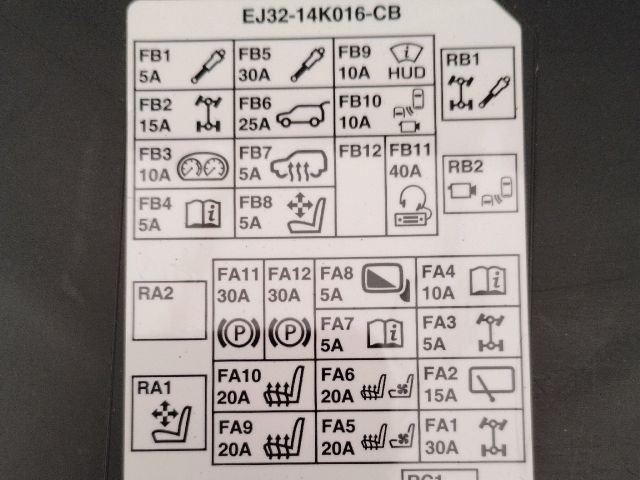 EJ32-14K016-CB
FB1 5A
FB5 30A
FB9 10A i HUD
RB1
FB2 15A
FB6 25A
FB10 10A
FB3 10A
FB7 5A
FB12
FB11 40A
RB2
FB4 5A i
FB8 5A
RA2
FA11 30A P
FA12 30A P
FA8 5A
FA4 10A i
FA7 5A i
FA3 5A
RA1
FA10 20A
FA6 20A
FA2 15A
FA9 20A
FA5 20A
FA1 30A
RC1